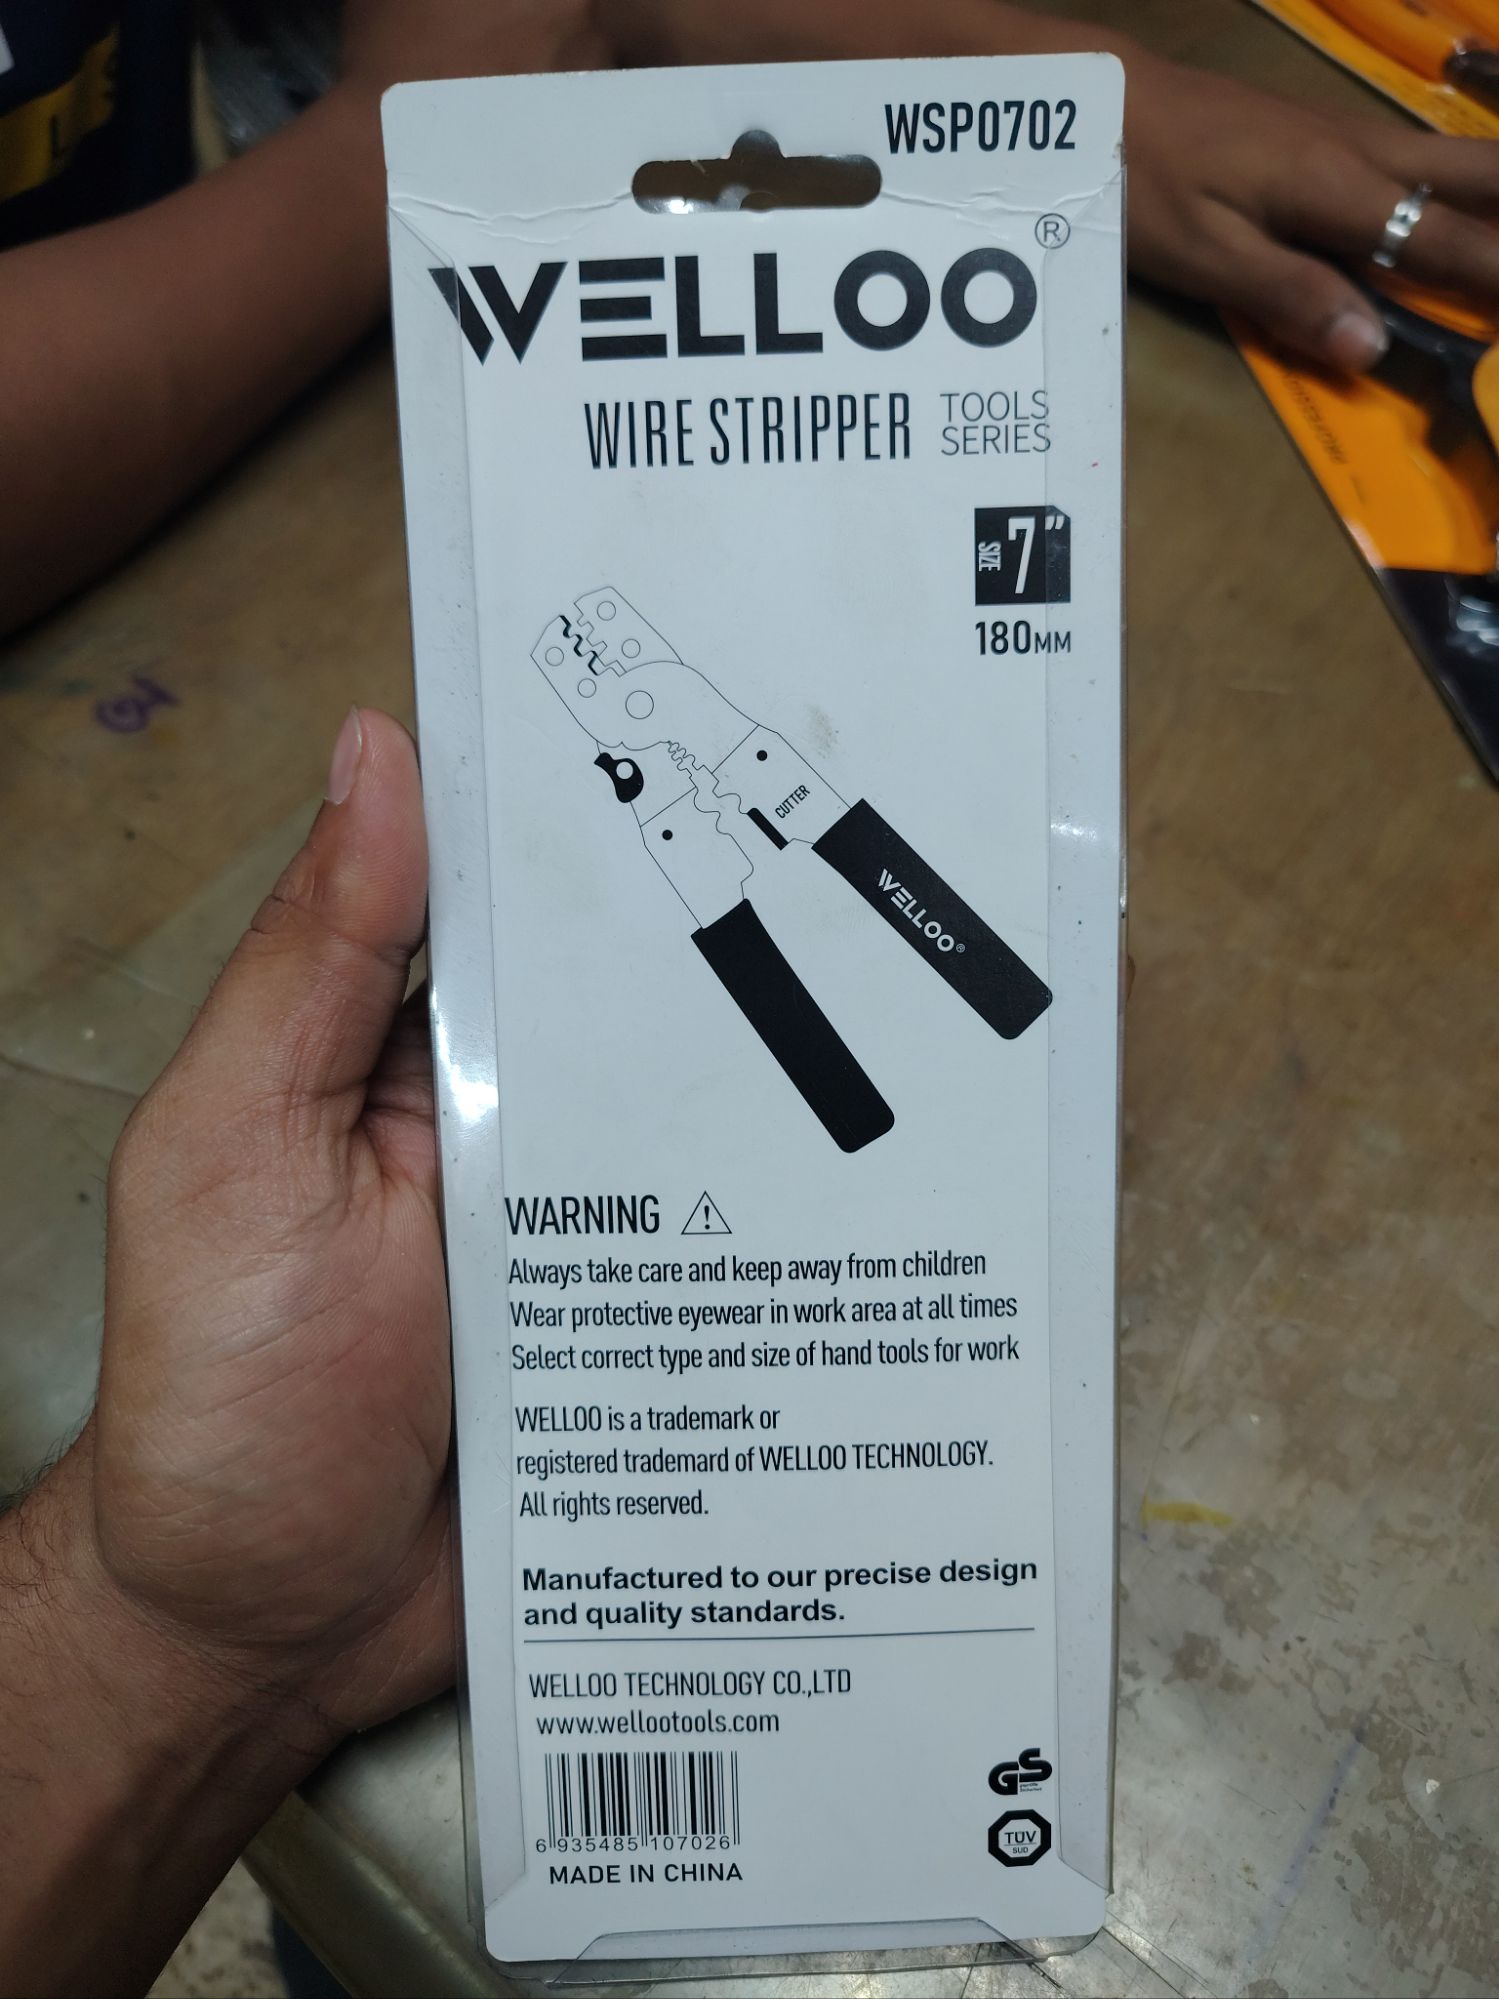 WSP0702
WELLOO®
WIRE STRIPPER TOOLS
SERIES
SIZE 7"
180MM
CUTTER
WELLOO®
WARNING
Always take care and keep away from children
Wear protective eyewear in work area at all times
Select correct type and size of hand tools for work
WELLOO is a trademark or
registered trademard of WELLOO TECHNOLOGY.
All rights reserved.
Manufactured to our precise design
and quality standards.
WELLOO TECHNOLOGY CO.,LTD
www.wellootools.com
6 935485 107026
MADE IN CHINA
GS
TÜV
SUD